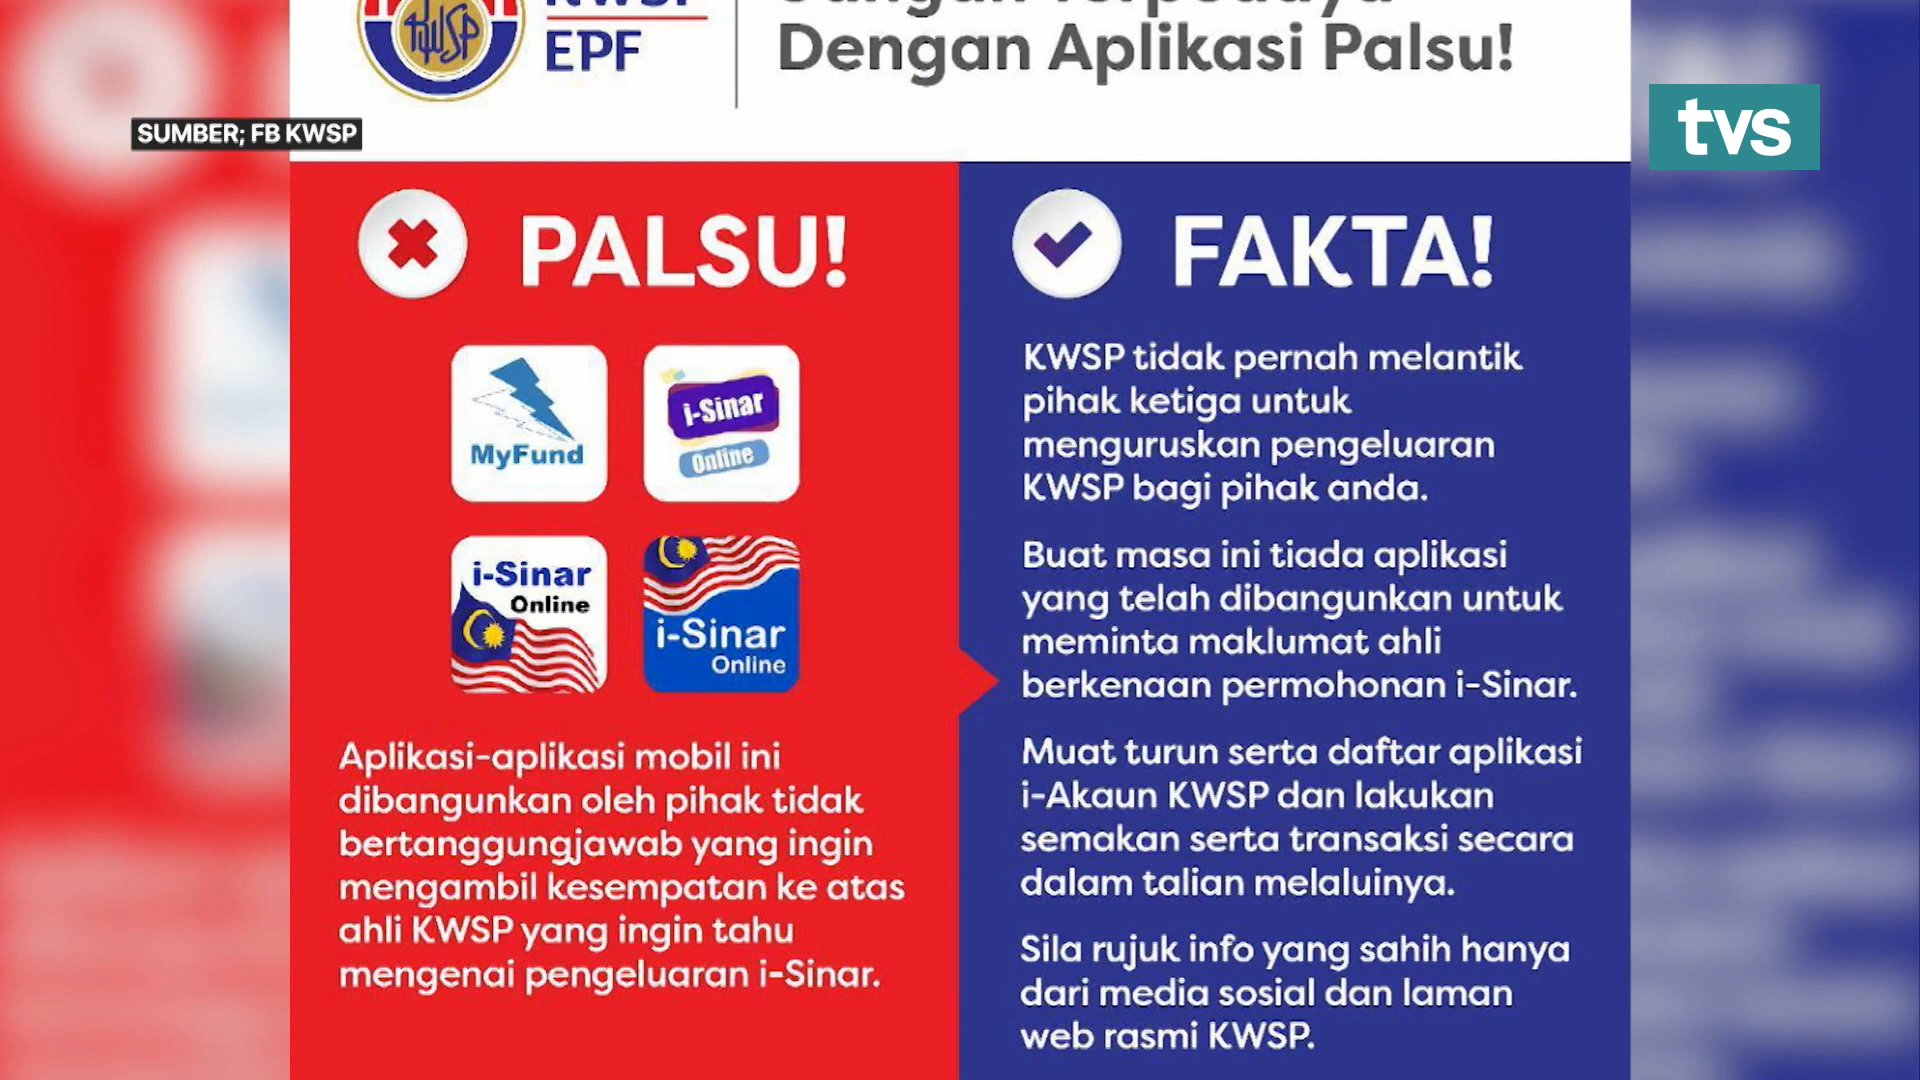 KWSP
EPF
Dengan Aplikasi Palsu!
SUMBER; FB KWSP
tvs
PALSU!
MyFund
i-Sinar
Online
i-Sinar
Online
i-Sinar
Online
Aplikasi-aplikasi mobil ini
dibangunkan oleh pihak tidak
bertanggungjawab yang ingin
mengambil kesempatan ke atas
ahli KWSP yang ingin tahu
mengenai pengeluaran i-Sinar.
FAKTA!
KWSP tidak pernah melantik
pihak ketiga untuk
menguruskan pengeluaran
KWSP bagi pihak anda.
Buat masa ini tiada aplikasi
yang telah dibangunkan untuk
meminta maklumat ahli
berkenaan permohonan i-Sinar.
Muat turun serta daftar aplikasi
i-Akaun KWSP dan lakukan
semakan serta transaksi secara
dalam talian melaluinya.
Sila rujuk info yang sahih hanya
dari media sosial dan laman
web rasmi KWSP.